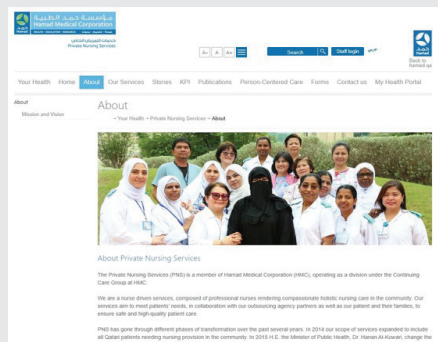 مؤسسة حمد الطبية
Hamad Medical Corporation
HEALTH EDUCATION RESEARCH
Private Nursing Services
A- A A+
Search
Staff login
عربي
Back to
hamad.qa
Your Health Home About Our Services Stories KPI Publications Person-Centered Care Forms Contact us My Health Portal
About
Mission and Vision
About
Your Health Private Nursing Services About
About Private Nursing Services
The Private Nursing Services (PNS) is a member of Hamad Medical Corporation (HMC), operating as a division under the Continuing
Care Group at HMC.
We are a nurse driven services, composed of professional nurses rendering compassionate holistic nursing care in the community. Our
services aim to meet patients' needs, in collaboration with our outsourcing agency partners as well as our patient and their families, to
ensure safe and high-quality patient care.
PNS has gone through different phases of transformation over the past several years. In 2014 our scope of services expanded to include
all Qatari patients needing nursing provision in the community. In 2015 H.E. the Minister of Public Health, Dr. Hanan Al-Kuwari, change the